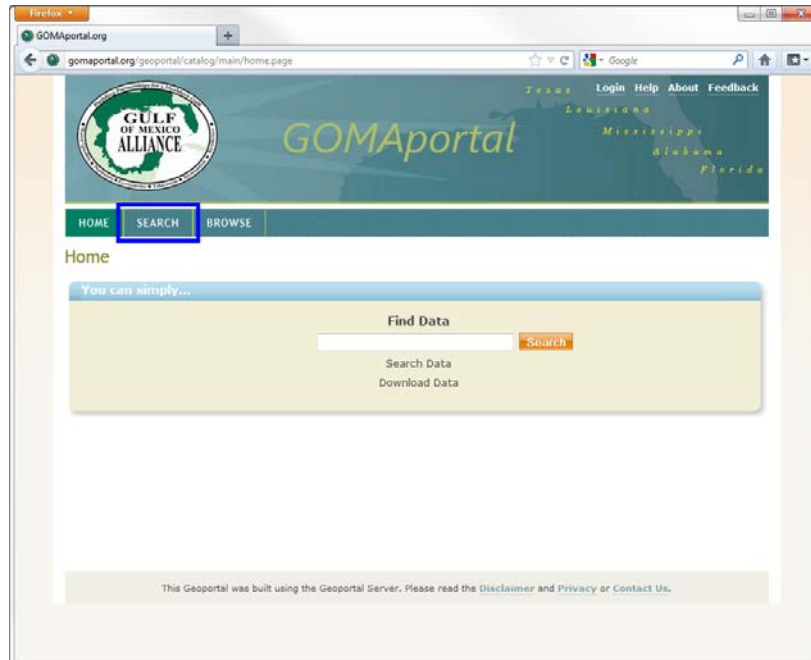 Firefox
GOMAportal.org
gomaportal.org/geoportal/catalog/main/home.page
Google
Login Help About Feedback
Texas
Louisiana
Mississippi
Alabama
Florida
GULF
OF MEXICO
ALLIANCE
GOMAportal
HOME SEARCH BROWSE
Home
You can simply...
Find Data
Search
Search Data
Download Data
This Geoportal was built using the Geoportal Server. Please read the Disclaimer and Privacy or Contact Us.